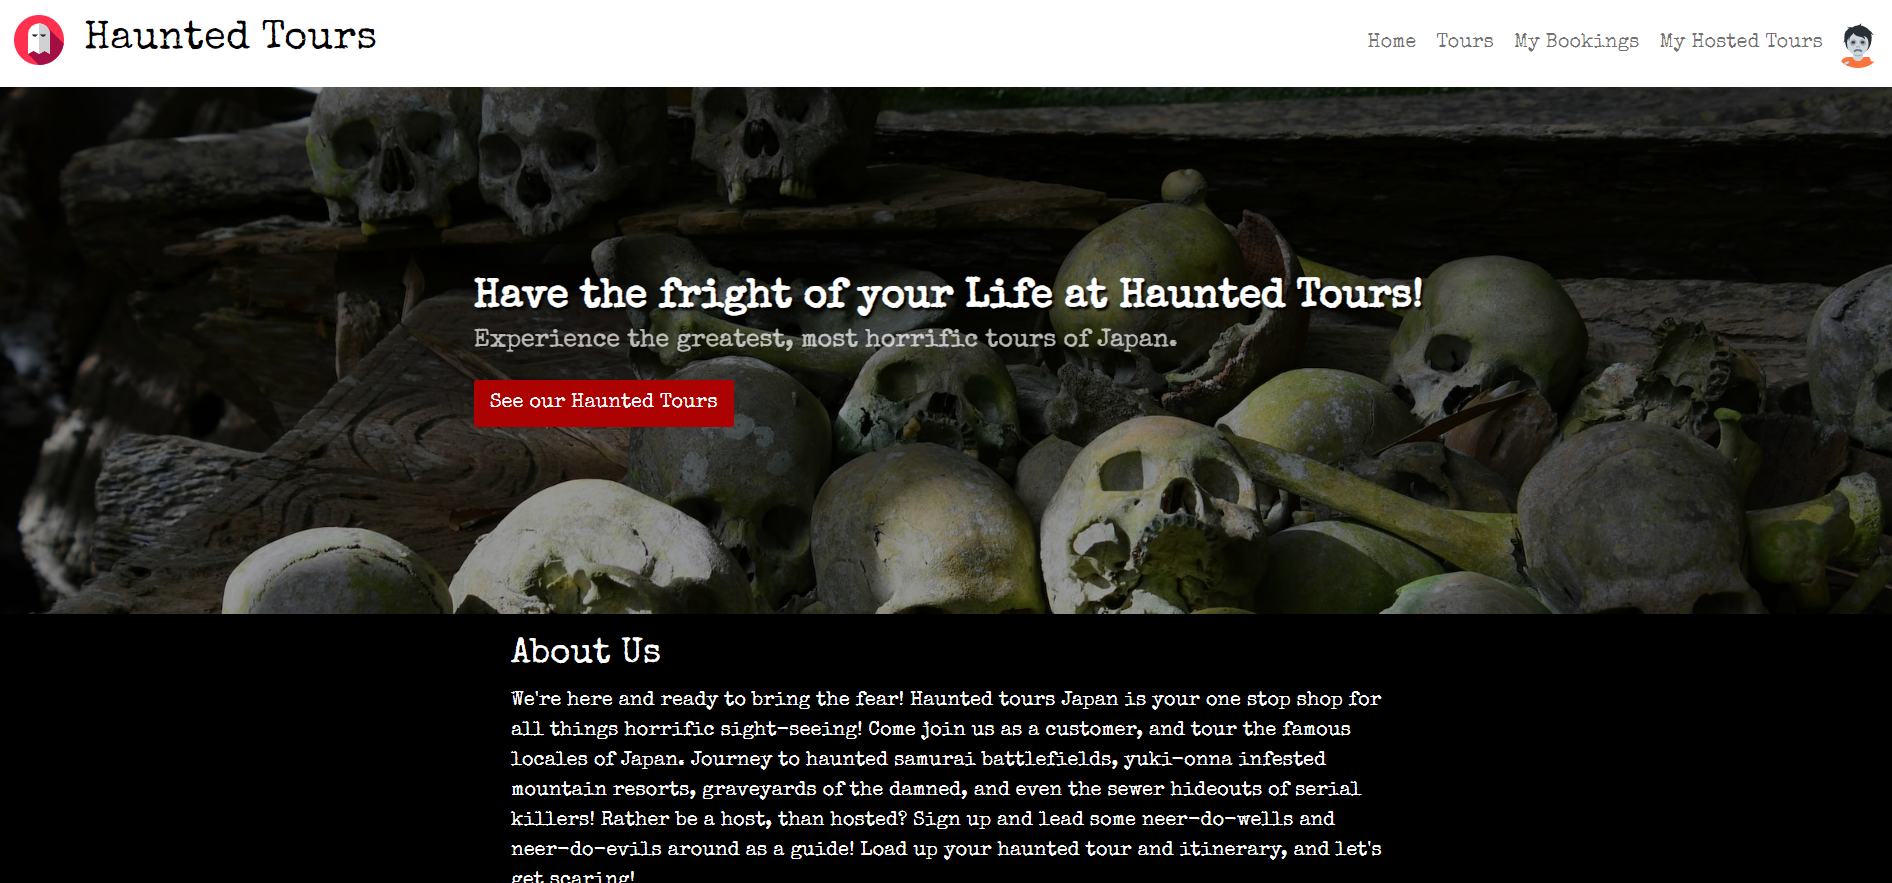 Haunted Tours
Home Tours My Bookings My Hosted Tours
Have the fright of your Life at Haunted Tours!
Experience the greatest, most horrific tours of Japan.
See our Haunted Tours
About Us
We're here and ready to bring the fear! Haunted tours Japan is your one stop shop for
all things horrific sight-seeing! Come join us as a customer, and tour the famous
locales of Japan. Journey to haunted samurai battlefields, yuki-onna infested
mountain resorts, graveyards of the damned, and even the sewer hideouts of serial
killers! Rather be a host, than hosted? Sign up and lead some neer-do-wells and
neer-do-evils around as a guide! Load up your haunted tour and itinerary, and let's
get scaring!